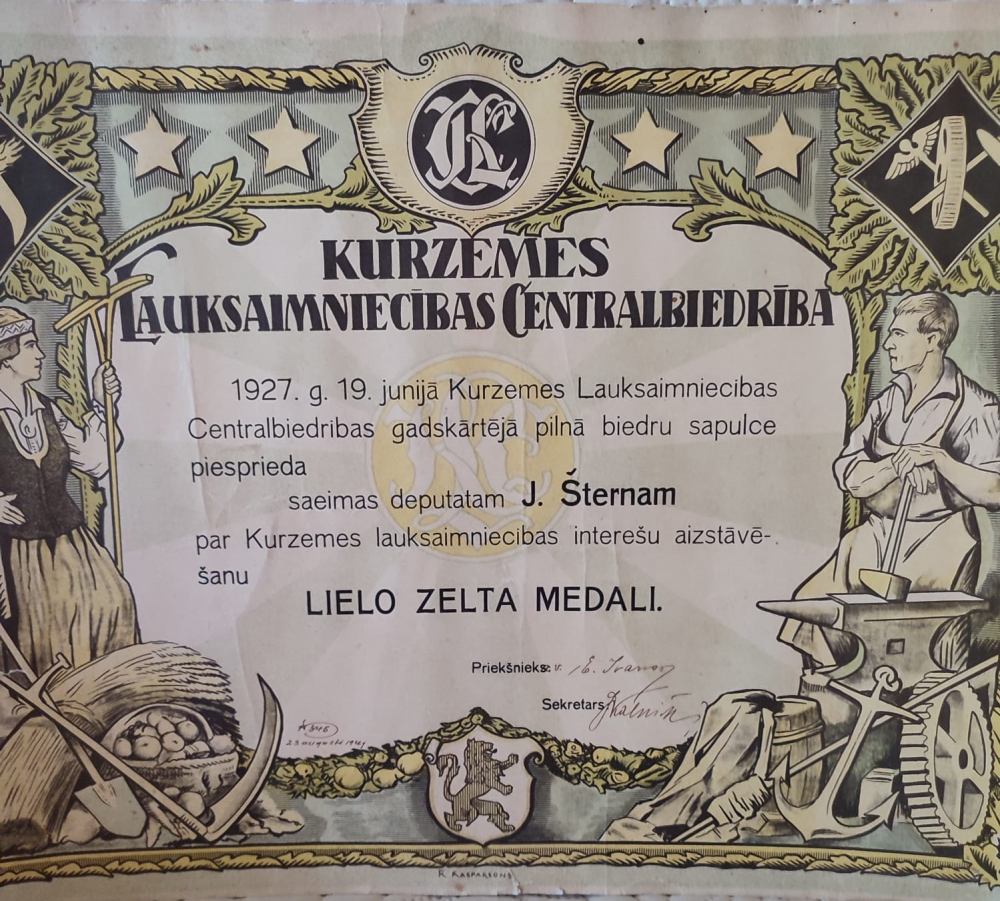 KLC
KURZEMES
LAUKSAIMNIECĪBAS CENTRALBIEDRĪBA
1927. g. 19. junijā Kurzemes Lauksaimniecibas
Centralbiedribas gadskārtējā pilnā biedru sapulce
piesprieda
saeimas deputatam J. Šternam
par Kurzemes lauksaimniecibas interešu aizstāvē-
šanu
LIELO ZELTA MEDALI.
Priekšnieks: v.
Sekretars